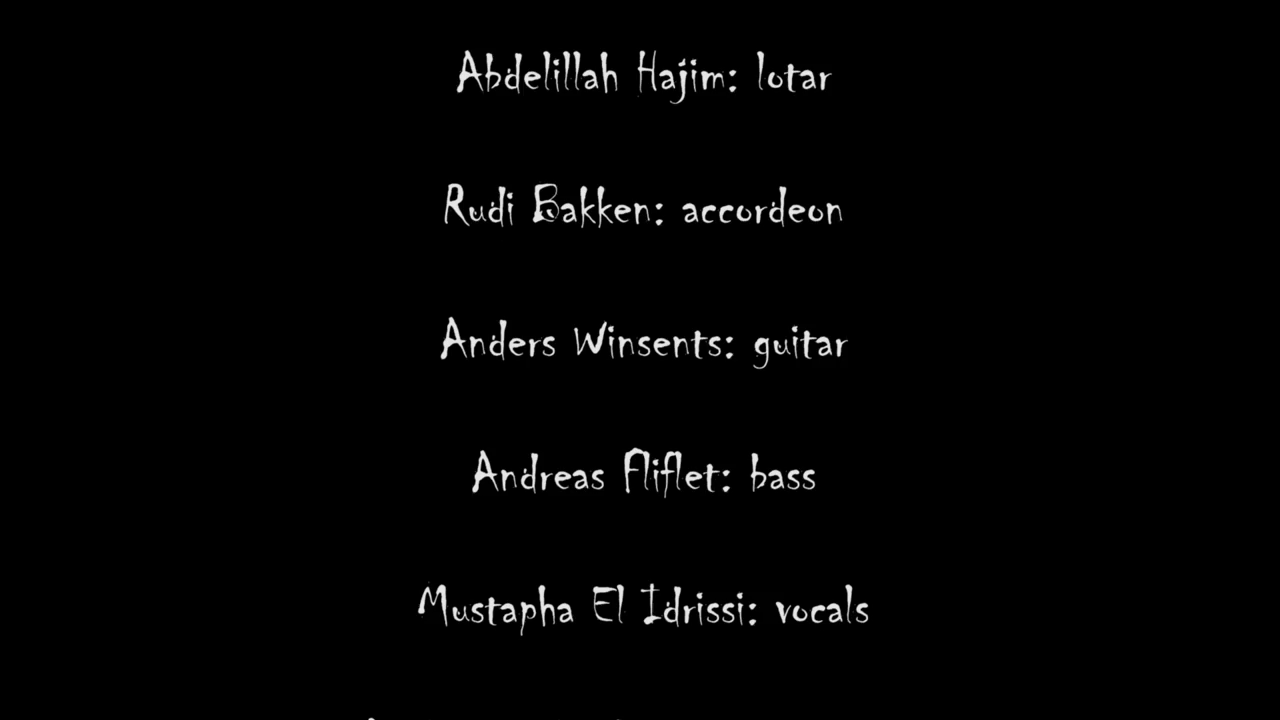 Abdelillah Hajim: lotar
Rudi Bakken: accordeon
Anders Winsents: guitar
Andreas Fliflet: bass
Mustapha El Idrissi: vocals